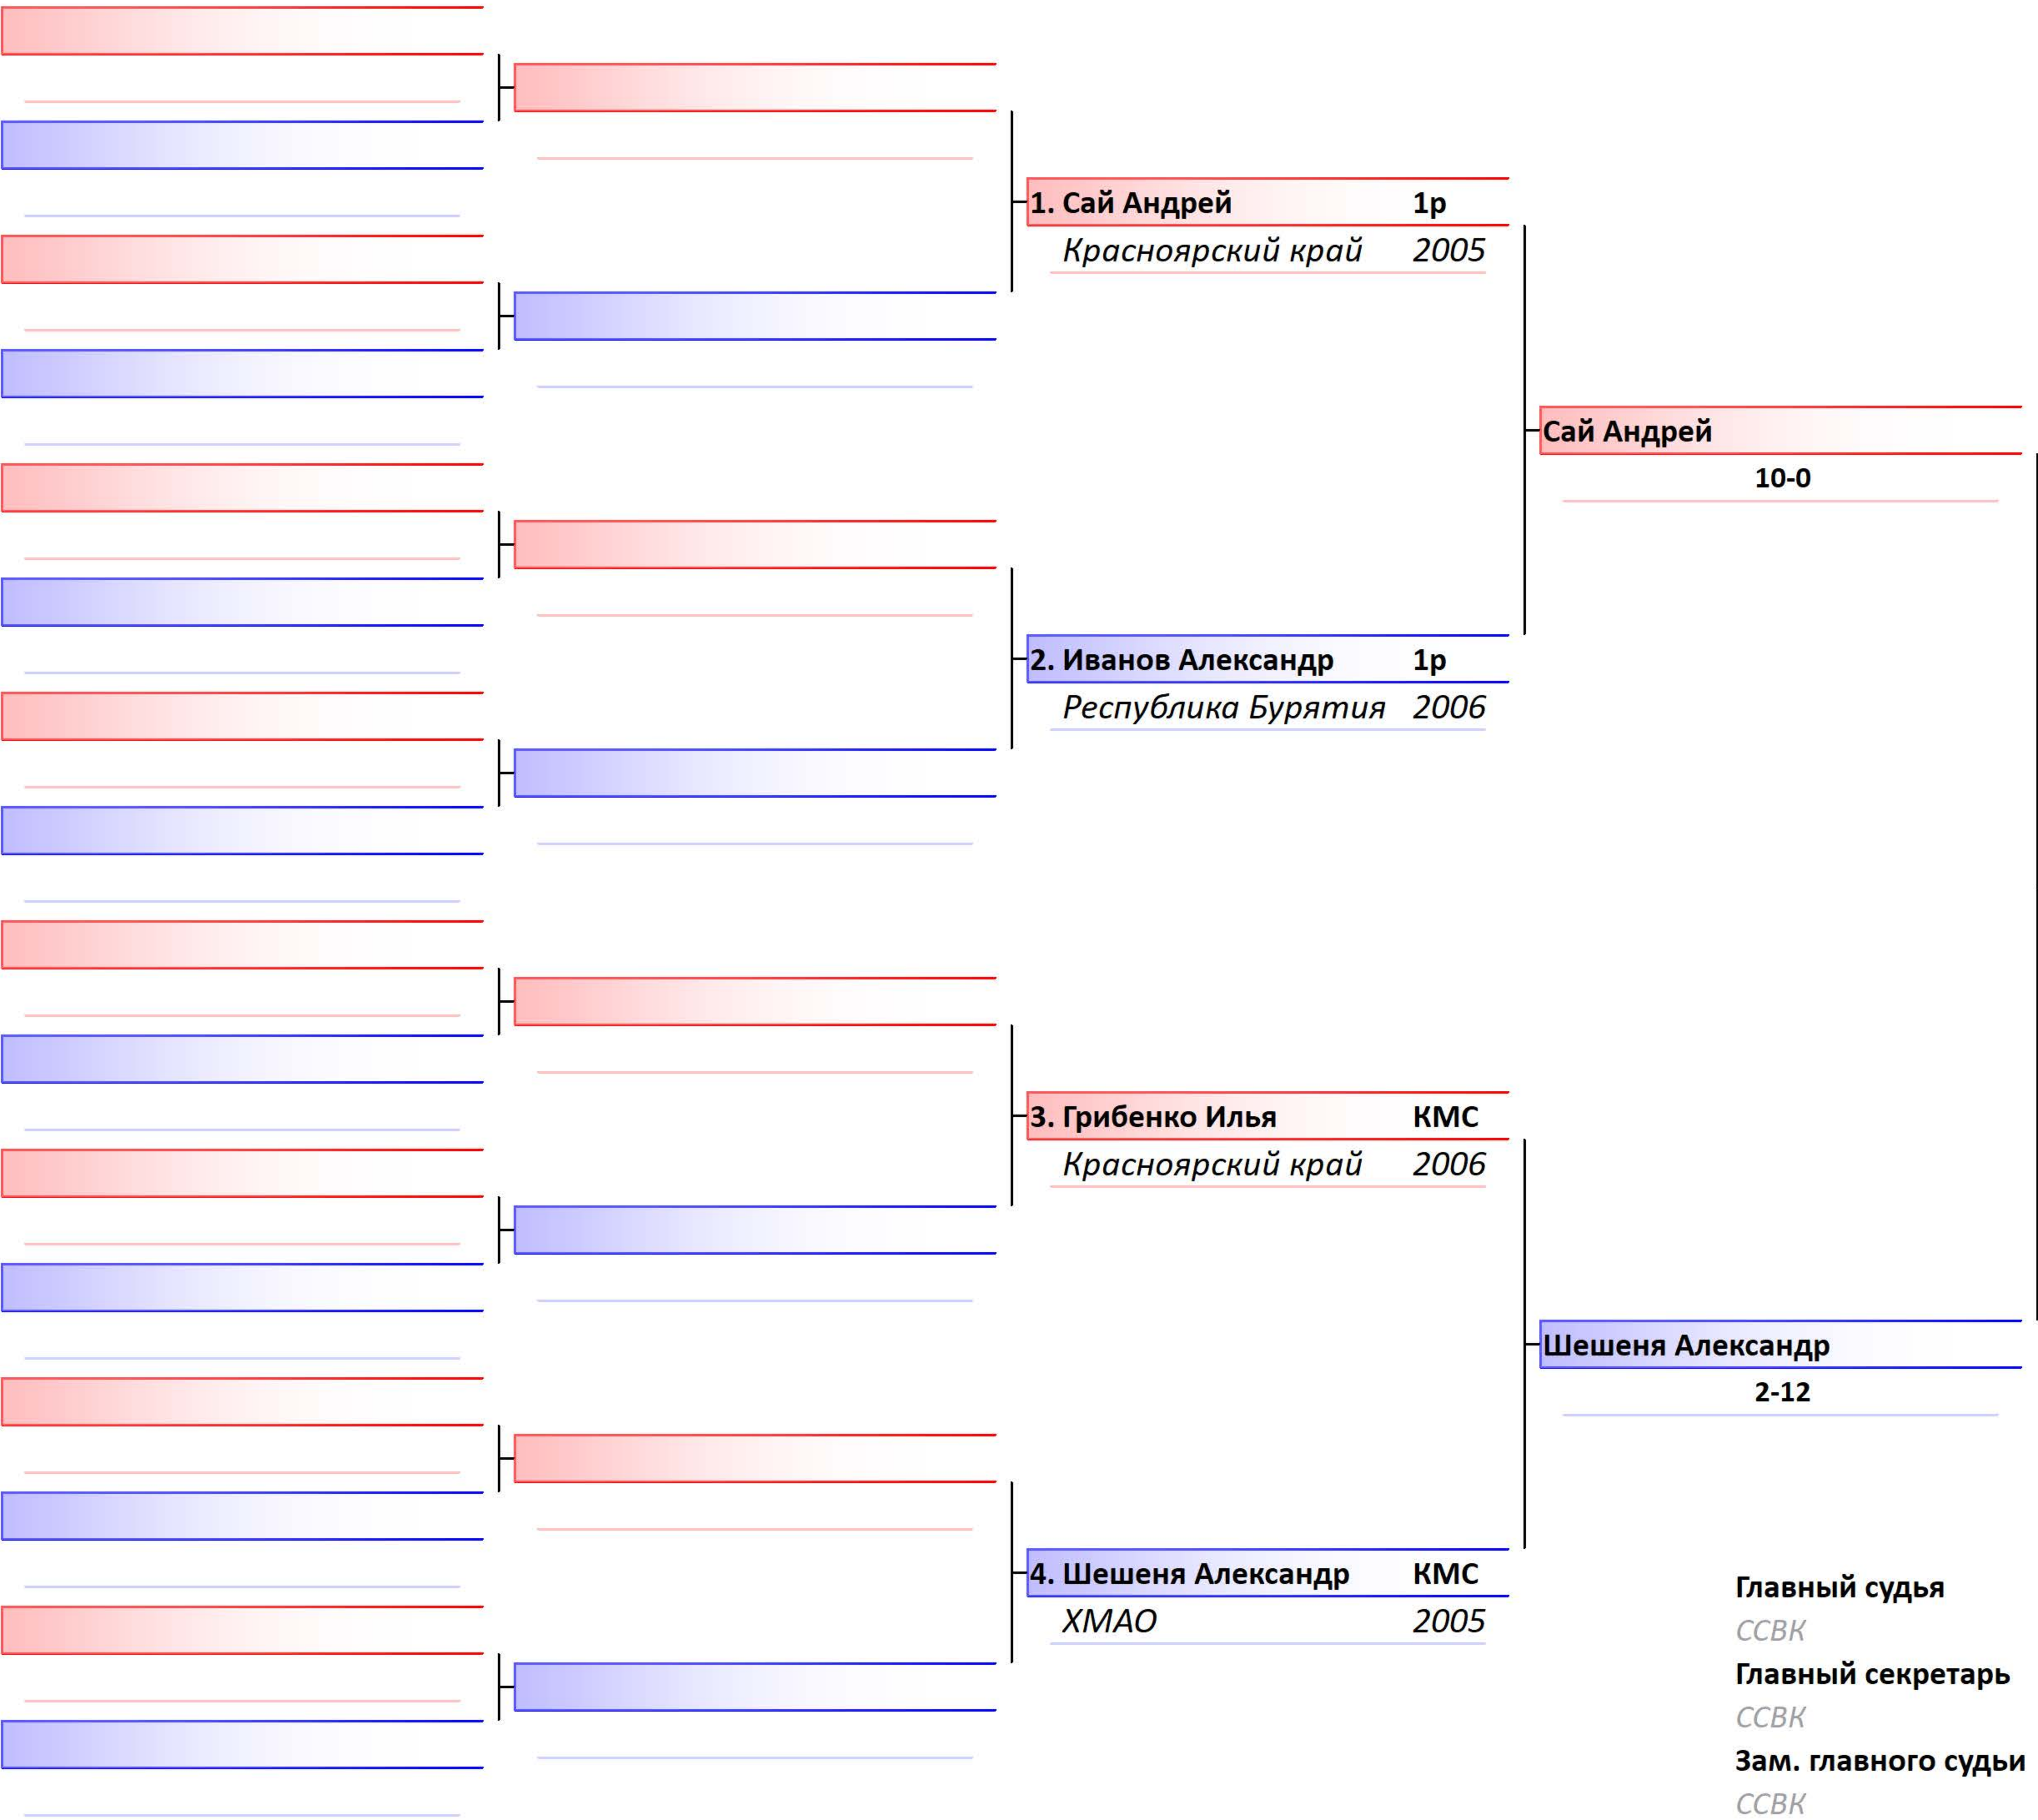 1. Сай Андрей 1р
Красноярский край 2005
Сай Андрей
10-0
2. Иванов Александр 1р
Республика Бурятия 2006
3. Грибенко Илья КМС
Красноярский край 2006
Шешеня Александр
2-12
4. Шешеня Александр КМС
ХМАО 2005
Главный судья
ССВК
Главный секретарь
ССВК
Зам. главного судьи
ССВК